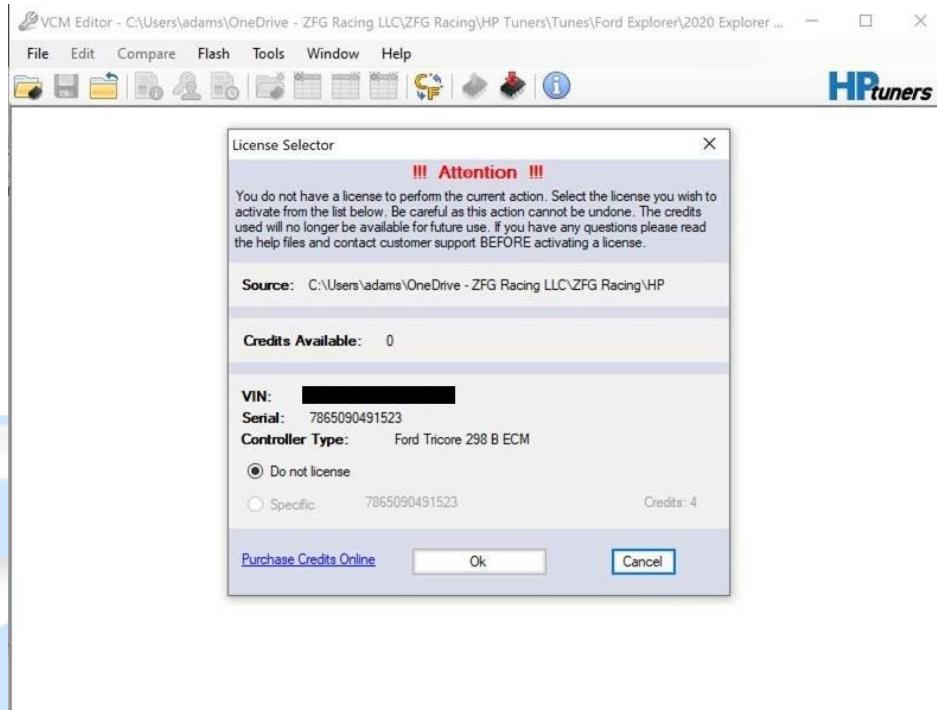 VCM Editor - C:\Users\adams\OneDrive - ZFG Racing LLC\ZFG Racing\HP Tuners\Tunes\Ford Explorer\2020 Explorer ...
File Edit Compare Flash Tools Window Help
HPtuners
License Selector
!!! Attention !!!
You do not have a license to perform the current action. Select the license you wish to
activate from the list below. Be careful as this action cannot be undone. The credits
used will no longer be available for future use. If you have any questions please read
the help files and contact customer support BEFORE activating a license.
Source: C:\Users\adams\OneDrive - ZFG Racing LLC\ZFG Racing\HP
Credits Available: 0
VIN:
Serial: 7865090491523
Controller Type: Ford Tricore 298 B ECM
Do not license
Specific 7865090491523 Credits: 4
Purchase Credits Online Ok Cancel